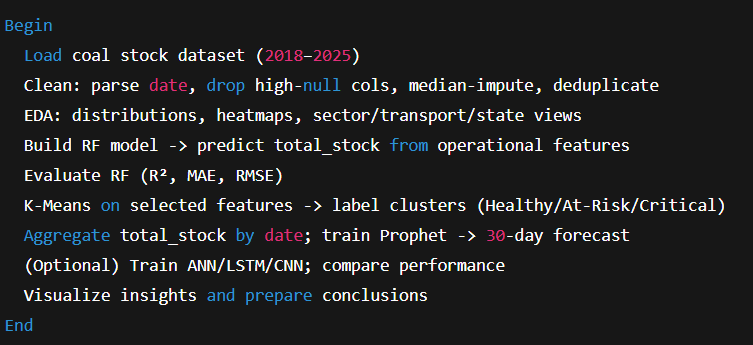 Begin
Load coal stock dataset (2018–2025)
Clean: parse date, drop high-null cols, median-impute, deduplicate
EDA: distributions, heatmaps, sector/transport/state views
Build RF model -> predict total_stock from operational features
Evaluate RF (R², MAE, RMSE)
K-Means on selected features -> label clusters (Healthy/At-Risk/Critical)
Aggregate total_stock by date; train Prophet -> 30-day forecast
(Optional) Train ANN/LSTM/CNN; compare performance
Visualize insights and prepare conclusions
End